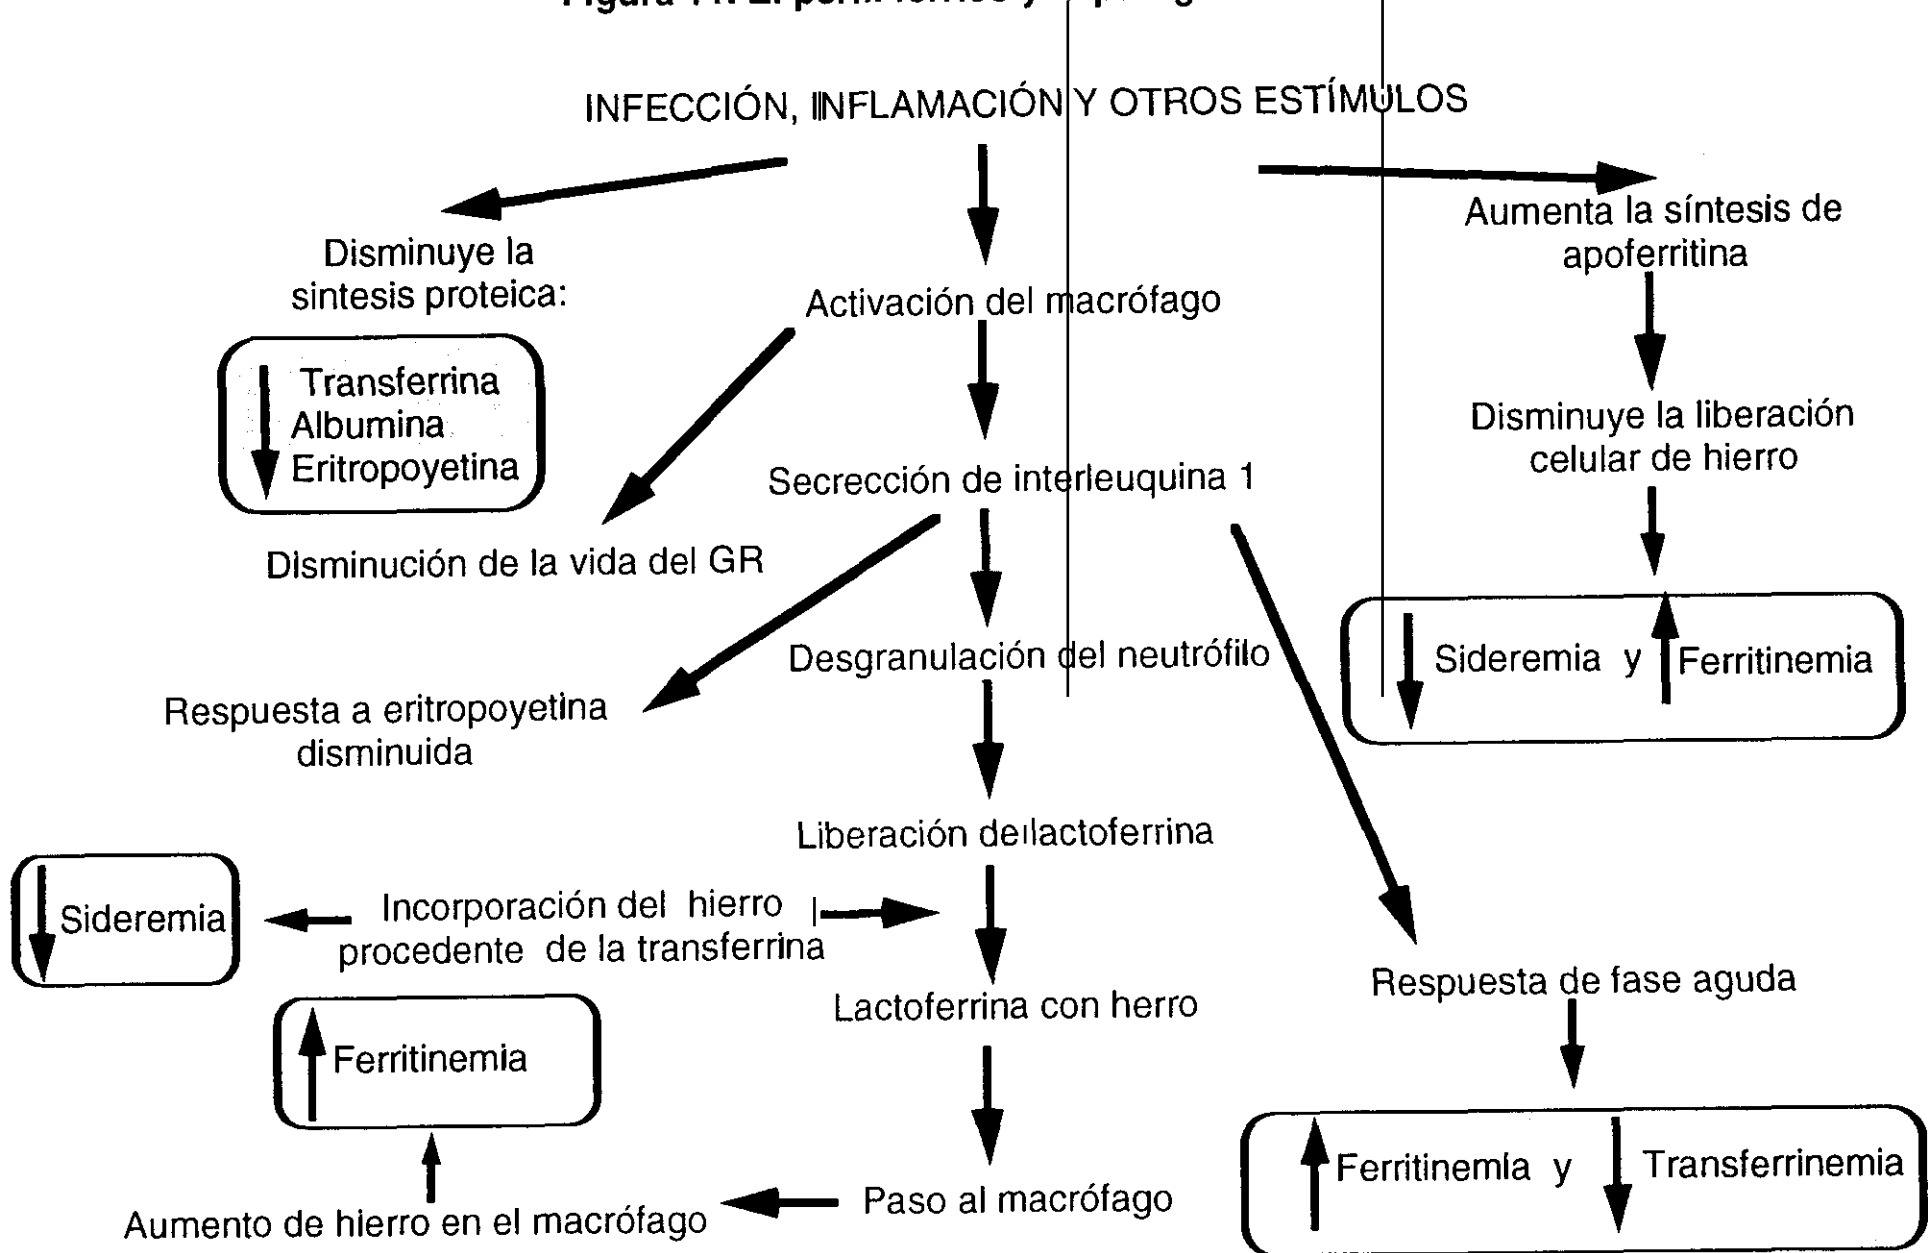 INFECCIÓN, INFLAMACIÓN Y OTROS ESTÍMULOS
Disminuye la
sintesis proteica:
Transferrina
Albumina
Eritropoyetina
Activación del macrófago
Aumenta la síntesis de
apoferritina
Disminuye la liberación
celular de hierro
Secrección de interleuquina 1
Disminución de la vida del GR
Sideremia y Ferritinemia
Desgranulación del neutrófilo
Respuesta a eritropoyetina
disminuida
Liberación de lactoferrina
Sideremia
Incorporación del hierro
procedente de la transferrina
Lactoferrina con herro
Respuesta de fase aguda
Ferritinemia
Ferritinemia y Transferrinemia
Paso al macrófago
Aumento de hierro en el macrófago